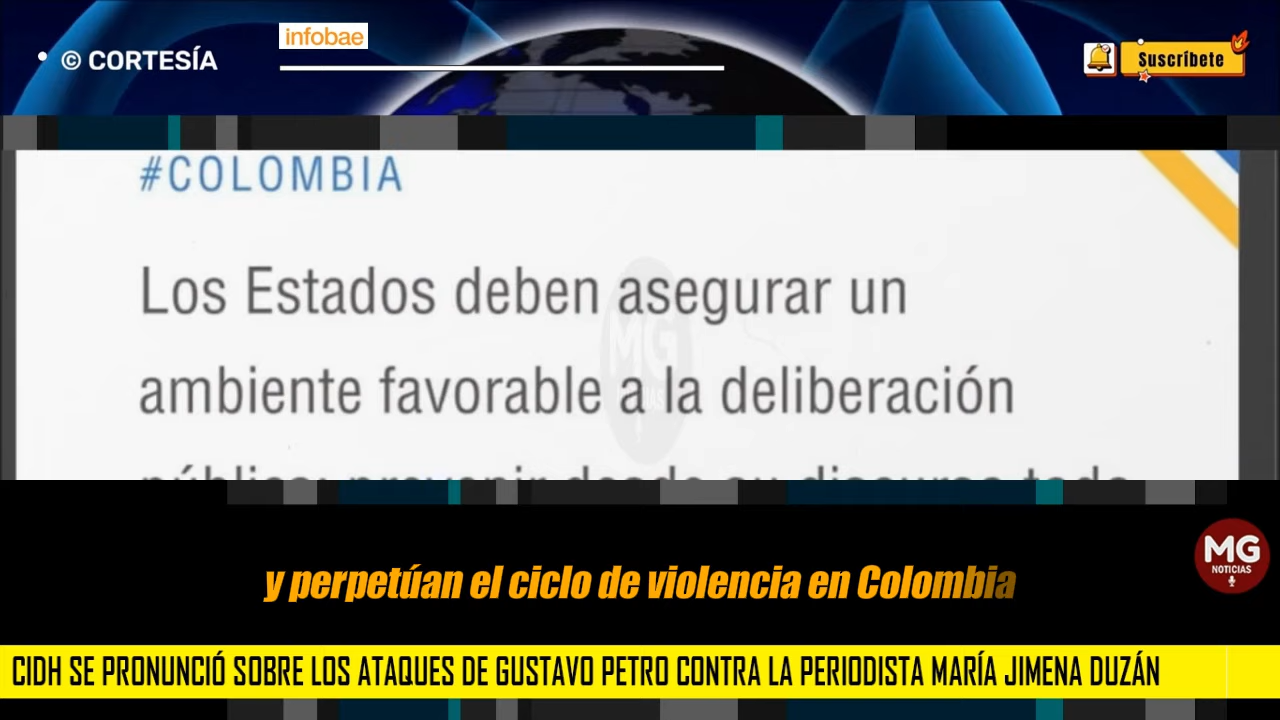 infobae
© CORTESÍA
Suscríbete
#COLOMBIA
Los Estados deben asegurar un
ambiente favorable a la deliberación
MG
NOTICIAS
y perpetúan el ciclo de violencia en Colombia
CIDH SE PRONUNCIÓ SOBRE LOS ATAQUES DE GUSTAVO PETRO CONTRA LA PERIODISTA MARÍA JIMENA DUZÁN